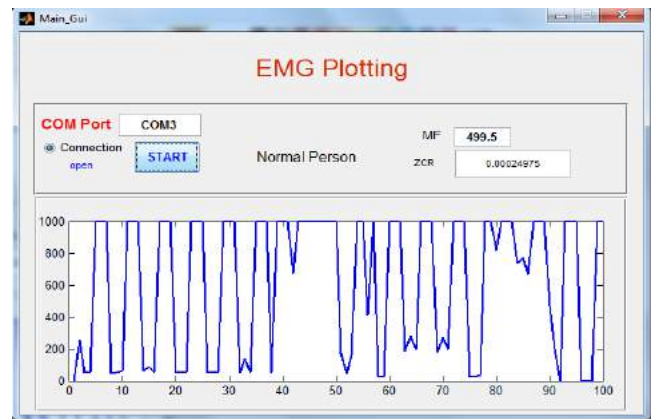 Main_Gui
EMG Plotting
COM Port COM3
Connection
open
START
Normal Person
MF 499.5
ZCR 0.00024975
1000
800
600
400
200
0
0 10 20 30 40 50 60 70 80 90 100